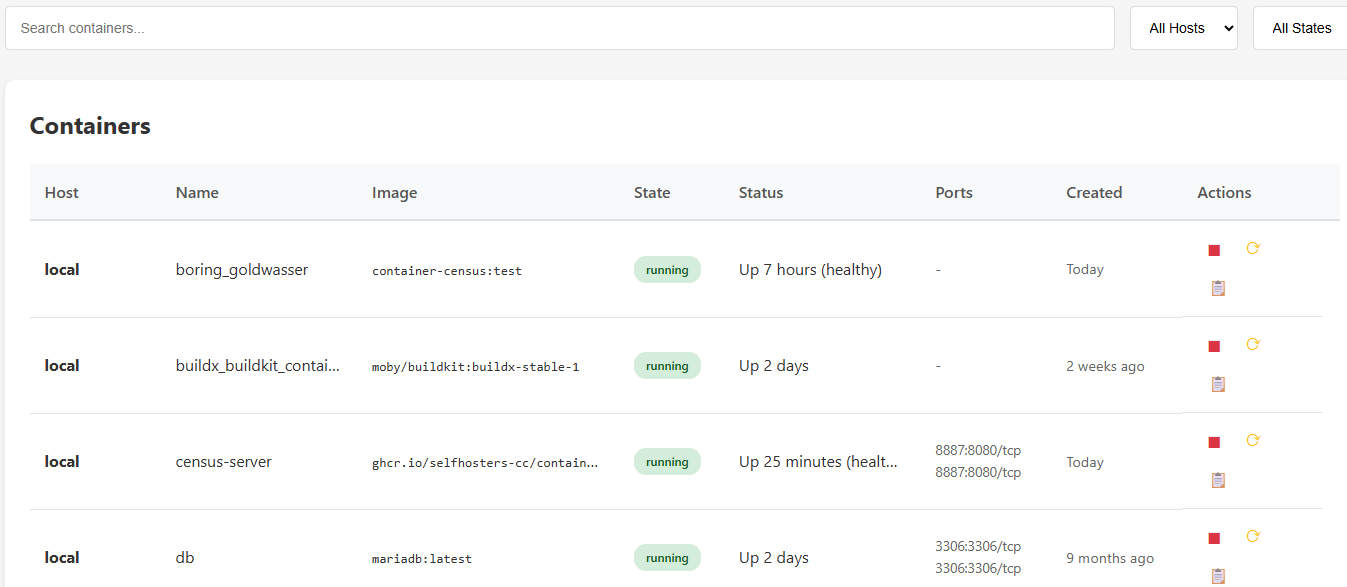 Search containers...
All Hosts
All States
Containers
Host Name Image State Status Ports Created Actions
local boring_goldwasser container-census:test running Up 7 hours (healthy) - Today
local buildx_buildkit_contai... moby/buildkit:buildx-stable-1 running Up 2 days - 2 weeks ago
local census-server ghcr.io/selfhosters-cc/contain... running Up 25 minutes (healt... 8887:8080/tcp Today
8887:8080/tcp
local db mariadb:latest running Up 2 days 3306:3306/tcp 9 months ago
3306:3306/tcp